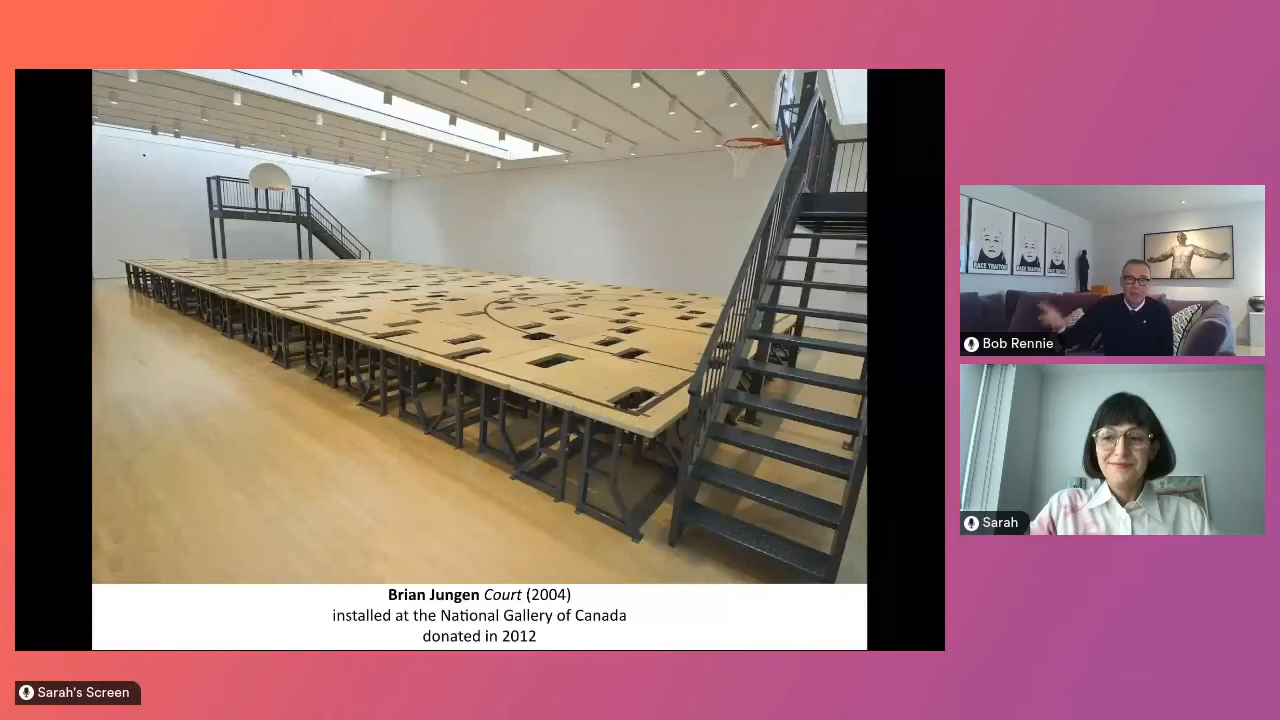 Brian Jungen Court (2004)
installed at the National Gallery of Canada
donated in 2012
RACE TRAITOR
RACE TRAITOR
RACE TRAITOR
Bob Rennie
Sarah
Sarah's Screen